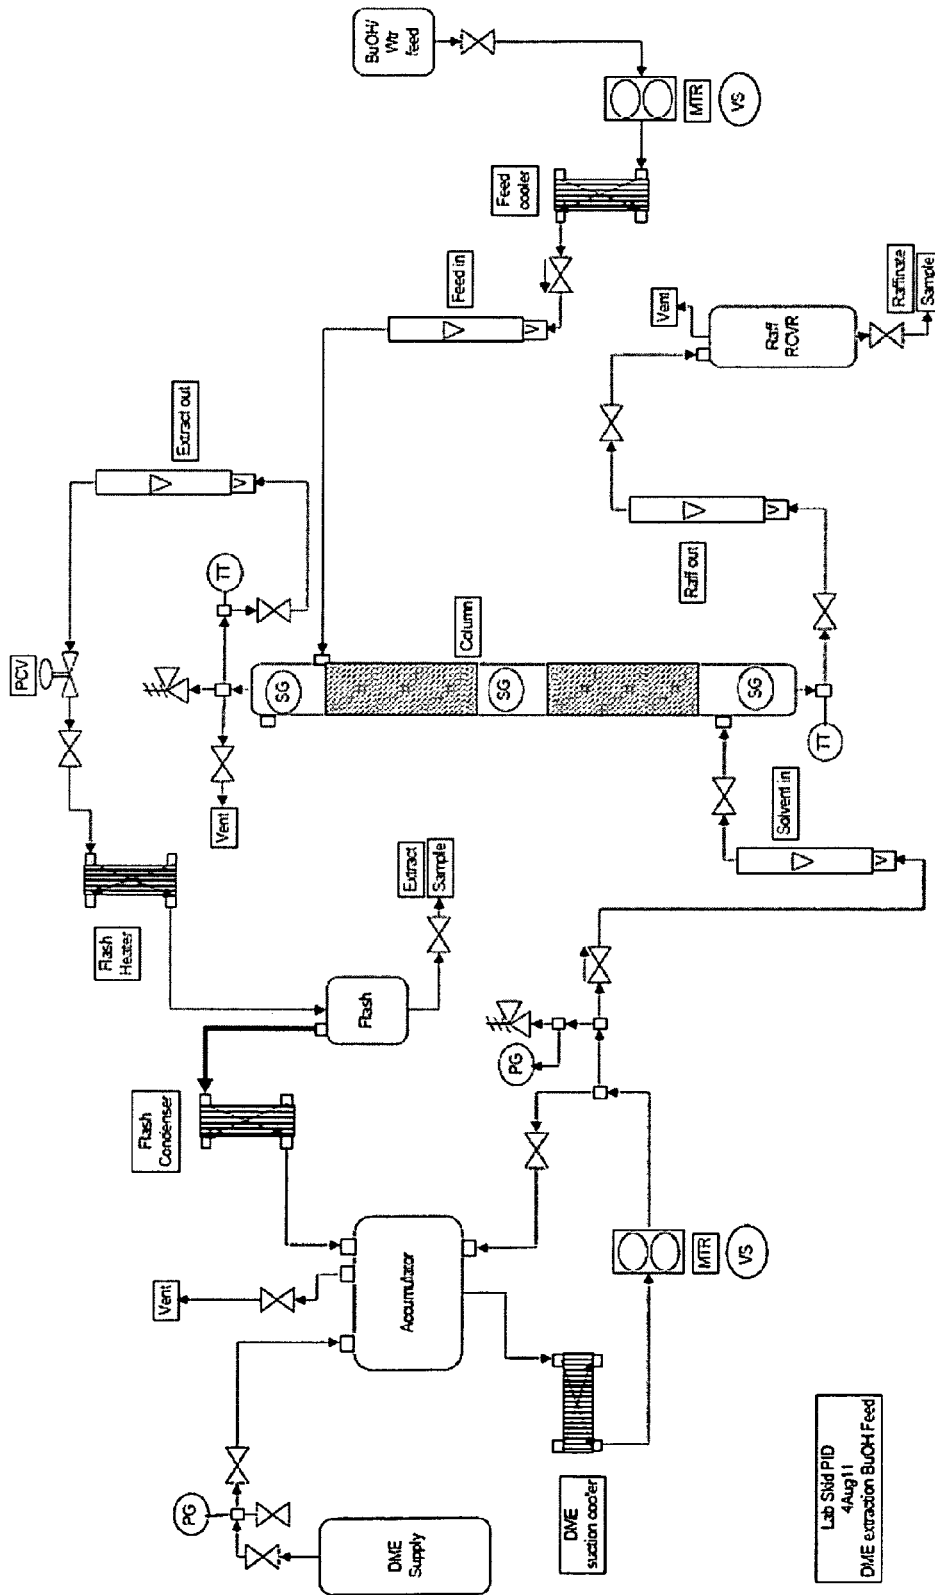 BuOH/
Wtr
feed
MTR
VS
Feed
cooler
Feed in
Vent
Raff
RCVR
Raffinate
Sample
Extract out
V
V
Raff out
V
TT
PCV
Column
SG
SG
SG
TT
Vent
Solvent in
V
Flash
Heater
Extract
Sample
Flash
PG
Flash
Condenser
Accumulator
Vent
MTR
VS
PG
DME
Supply
DME
suction cooler
Lab Skid PID
4Aug11
DME extraction BuOH Feed